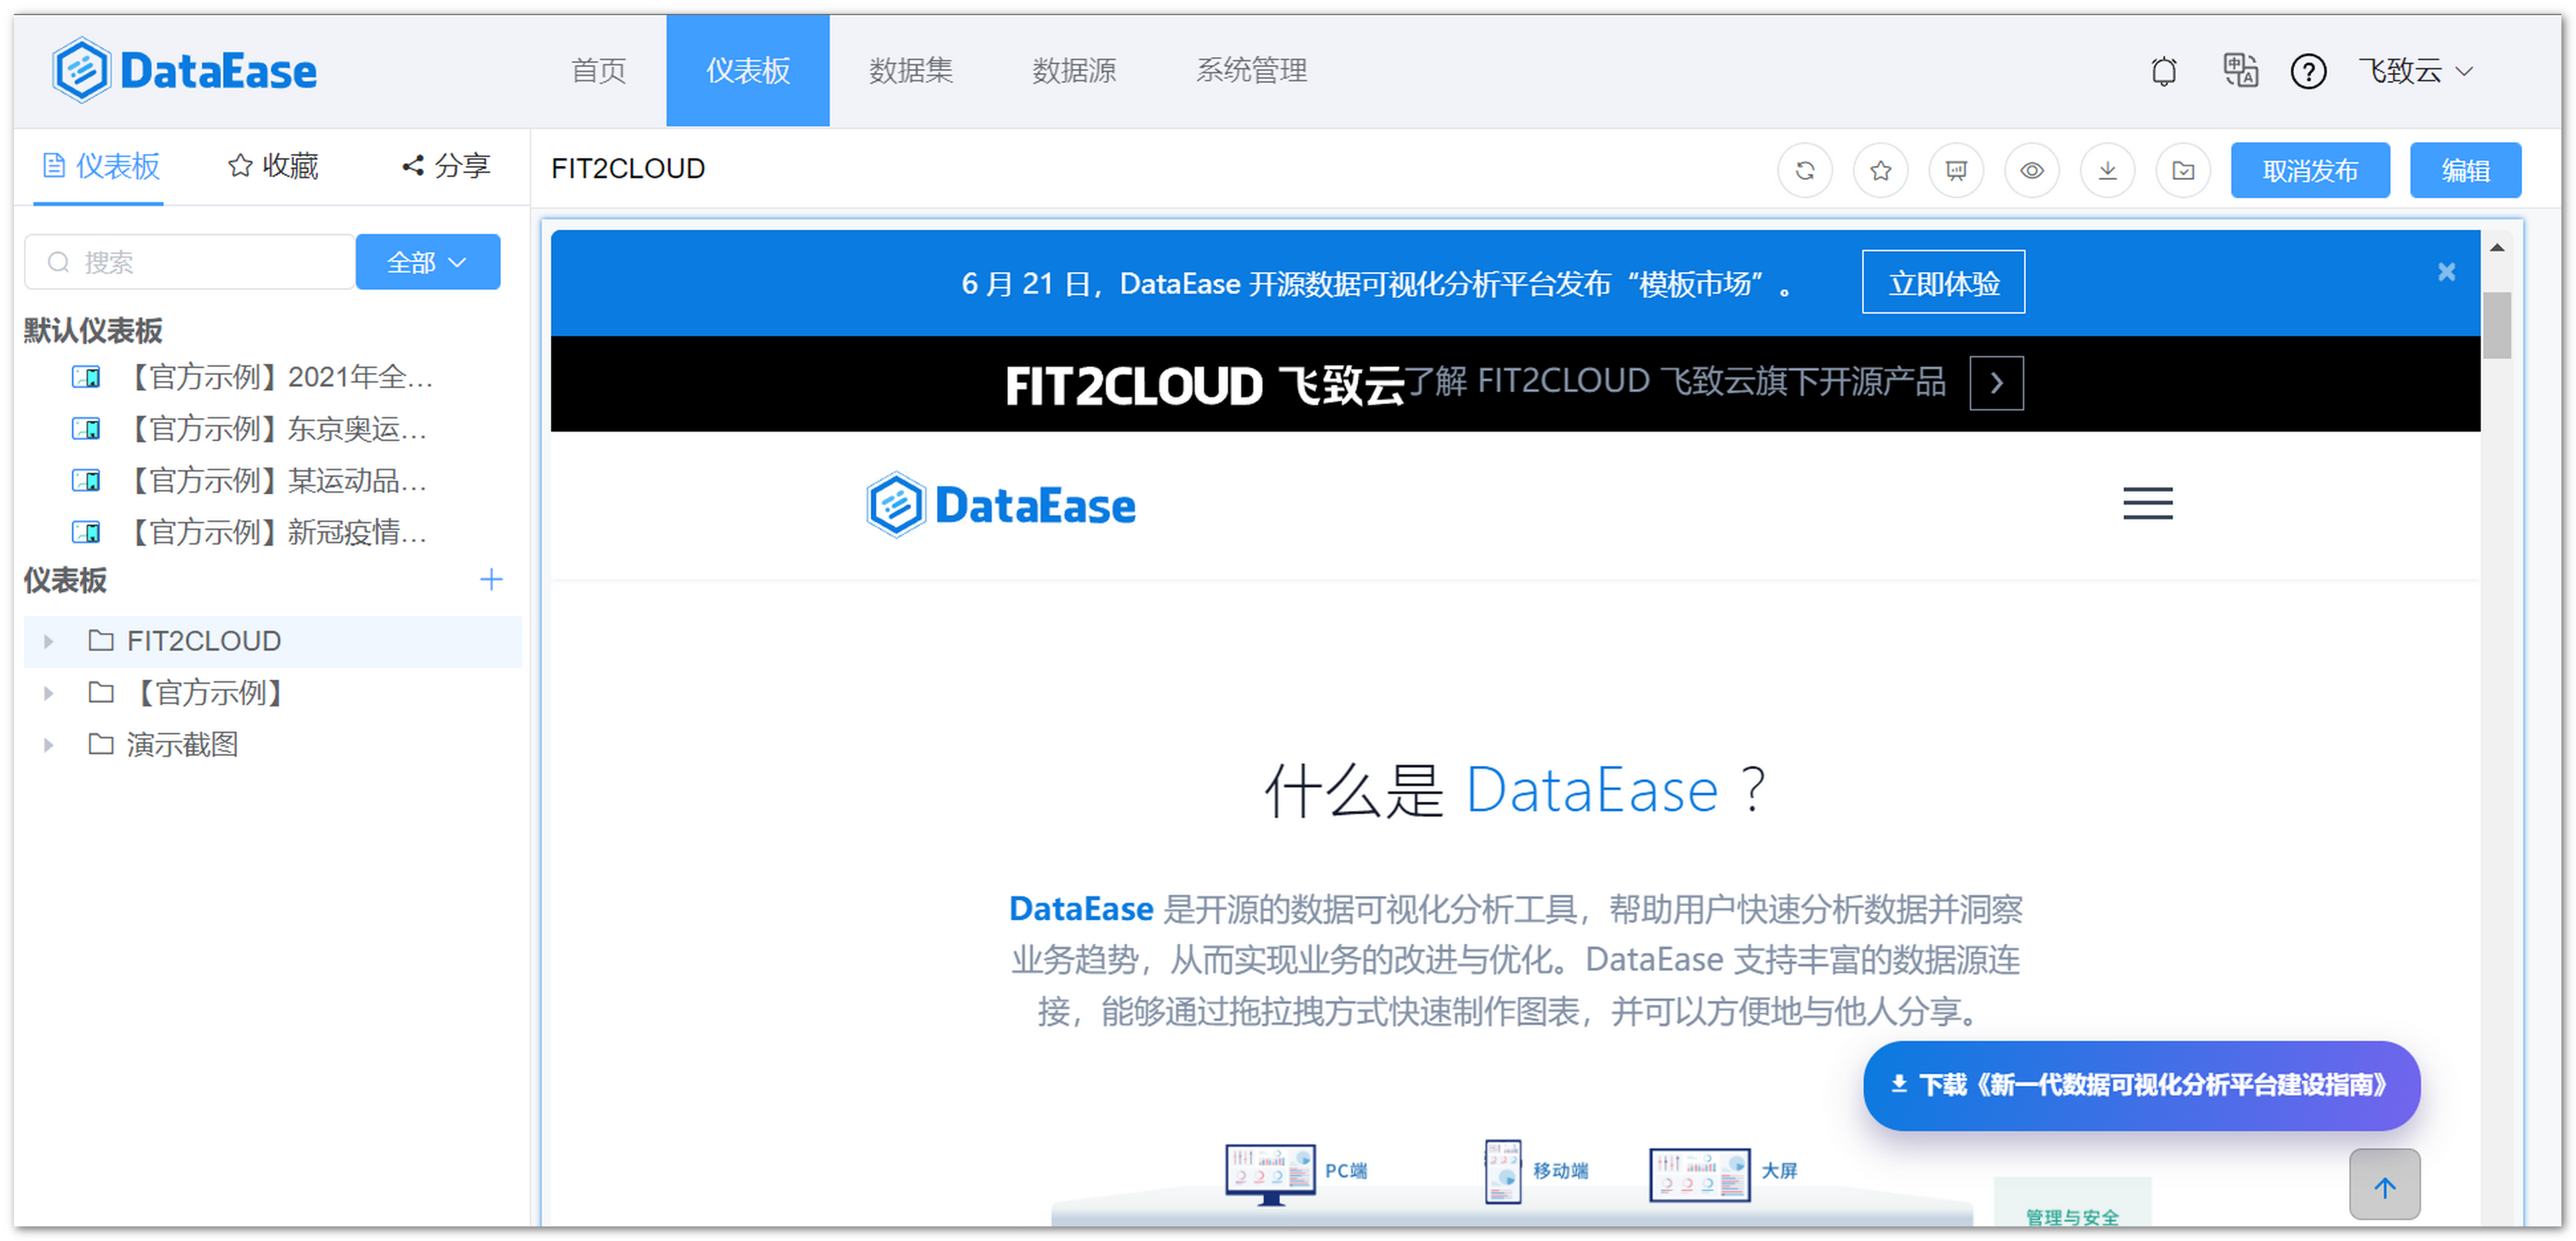 DataEase 首页 仪表板 数据集 数据源 系统管理 飞致云
仪表板 收藏 分享
FIT2CLOUD 取消发布 编辑
搜索 全部
默认仪表板
【官方示例】2021年全...
【官方示例】东京奥运...
【官方示例】某运动品...
【官方示例】新冠疫情...
仪表板
FIT2CLOUD
【官方示例】
演示截图
6 月 21 日，DataEase 开源数据可视化分析平台发布“模板市场”。 立即体验
FIT2CLOUD 飞致云了解 FIT2CLOUD 飞致云旗下开源产品
DataEase
什么是 DataEase ？
DataEase 是开源的数据可视化分析工具，帮助用户快速分析数据并洞察
业务趋势，从而实现业务的改进与优化。DataEase 支持丰富的数据源连
接，能够通过拖拉拽方式快速制作图表，并可以方便地与他人分享。
下载《新一代数据可视化分析平台建设指南》
PC端 移动端 大屏
管理与安全